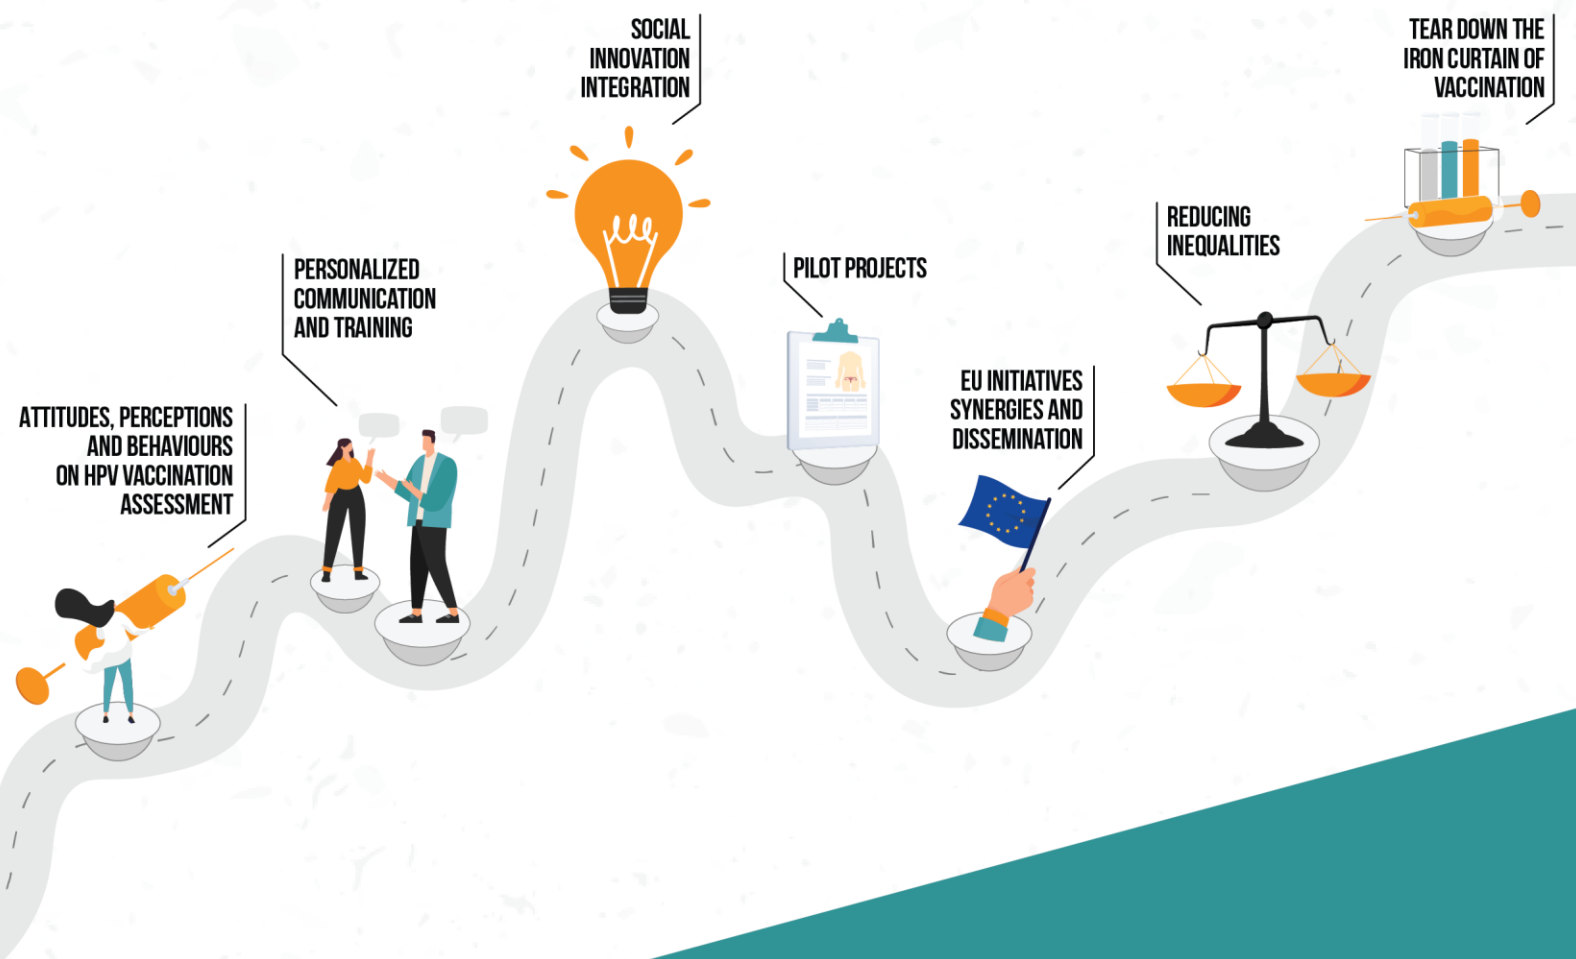 ATTITUDES, PERCEPTIONS
AND BEHAVIOURS
ON HPV VACCINATION
ASSESSMENT
PERSONALIZED
COMMUNICATION
AND TRAINING
SOCIAL
INNOVATION
INTEGRATION
PILOT PROJECTS
EU INITIATIVES
SYNERGIES AND
DISSEMINATION
REDUCING
INEQUALITIES
TEAR DOWN THE
IRON CURTAIN OF
VACCINATION